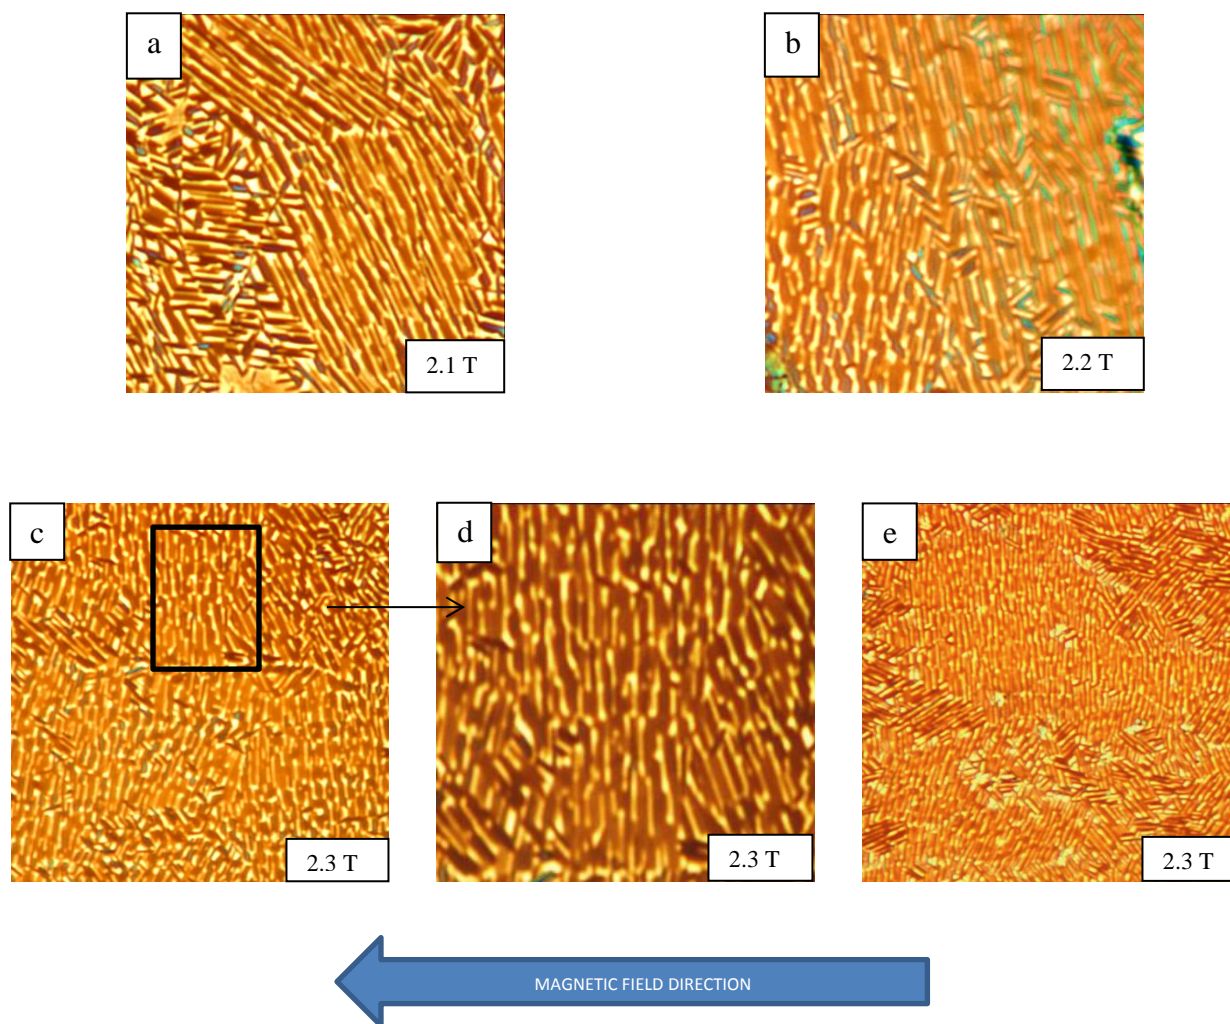 a
b
2.1 T
2.2 T
c
d
e
2.3 T
2.3 T
2.3 T
MAGNETIC FIELD DIRECTION